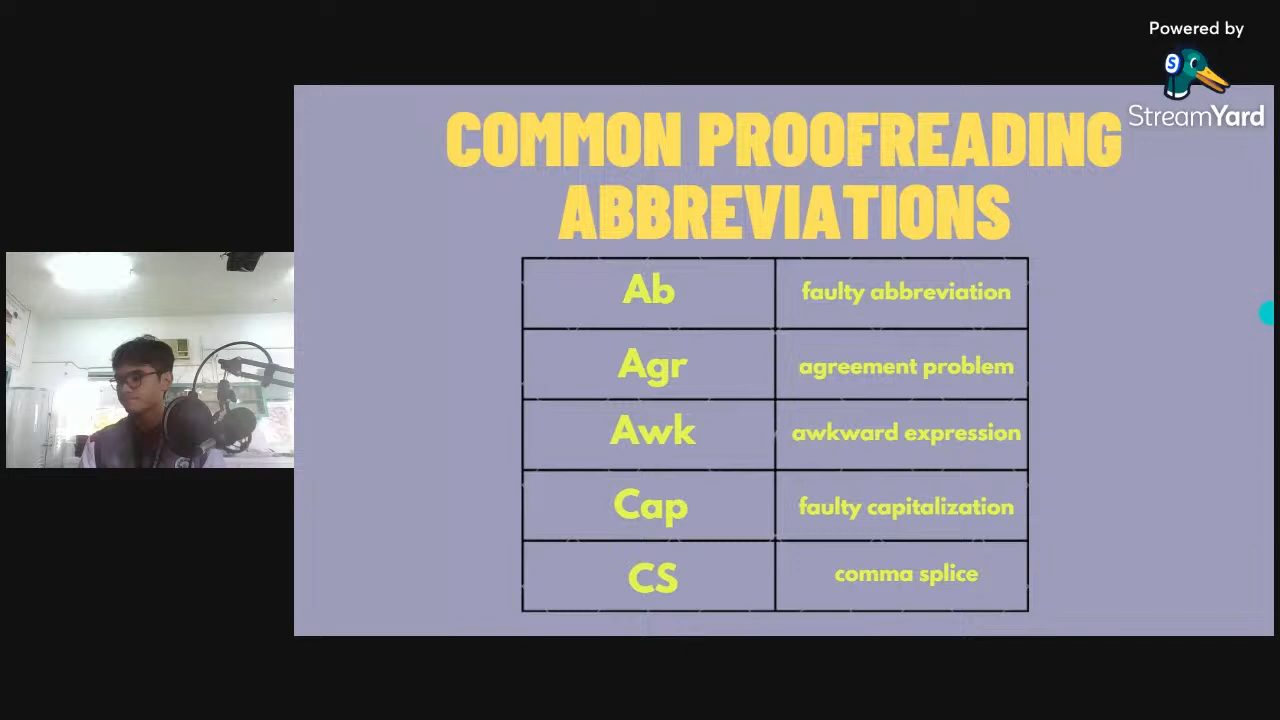 Powered by
StreamYard
COMMON PROOFREADING
ABBREVIATIONS
Ab faulty abbreviation
Agr agreement problem
Awk awkward expression
Cap faulty capitalization
CS comma splice